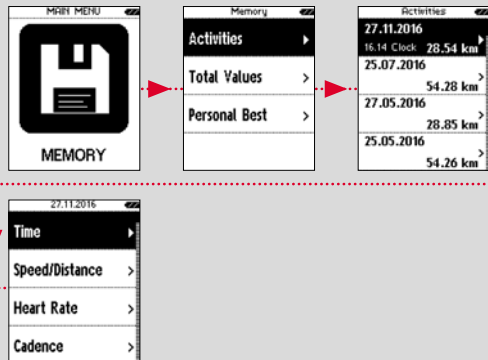 MAIN MENU
MEMORY
Memory
Activities
Total Values
Personal Best
Activities
27.11.2016
16.14 Clock 28.54 km
25.07.2016
54.28 km
27.05.2016
28.85 km
25.05.2016
54.26 km
27.11.2016
Time
Speed/Distance
Heart Rate
Cadence